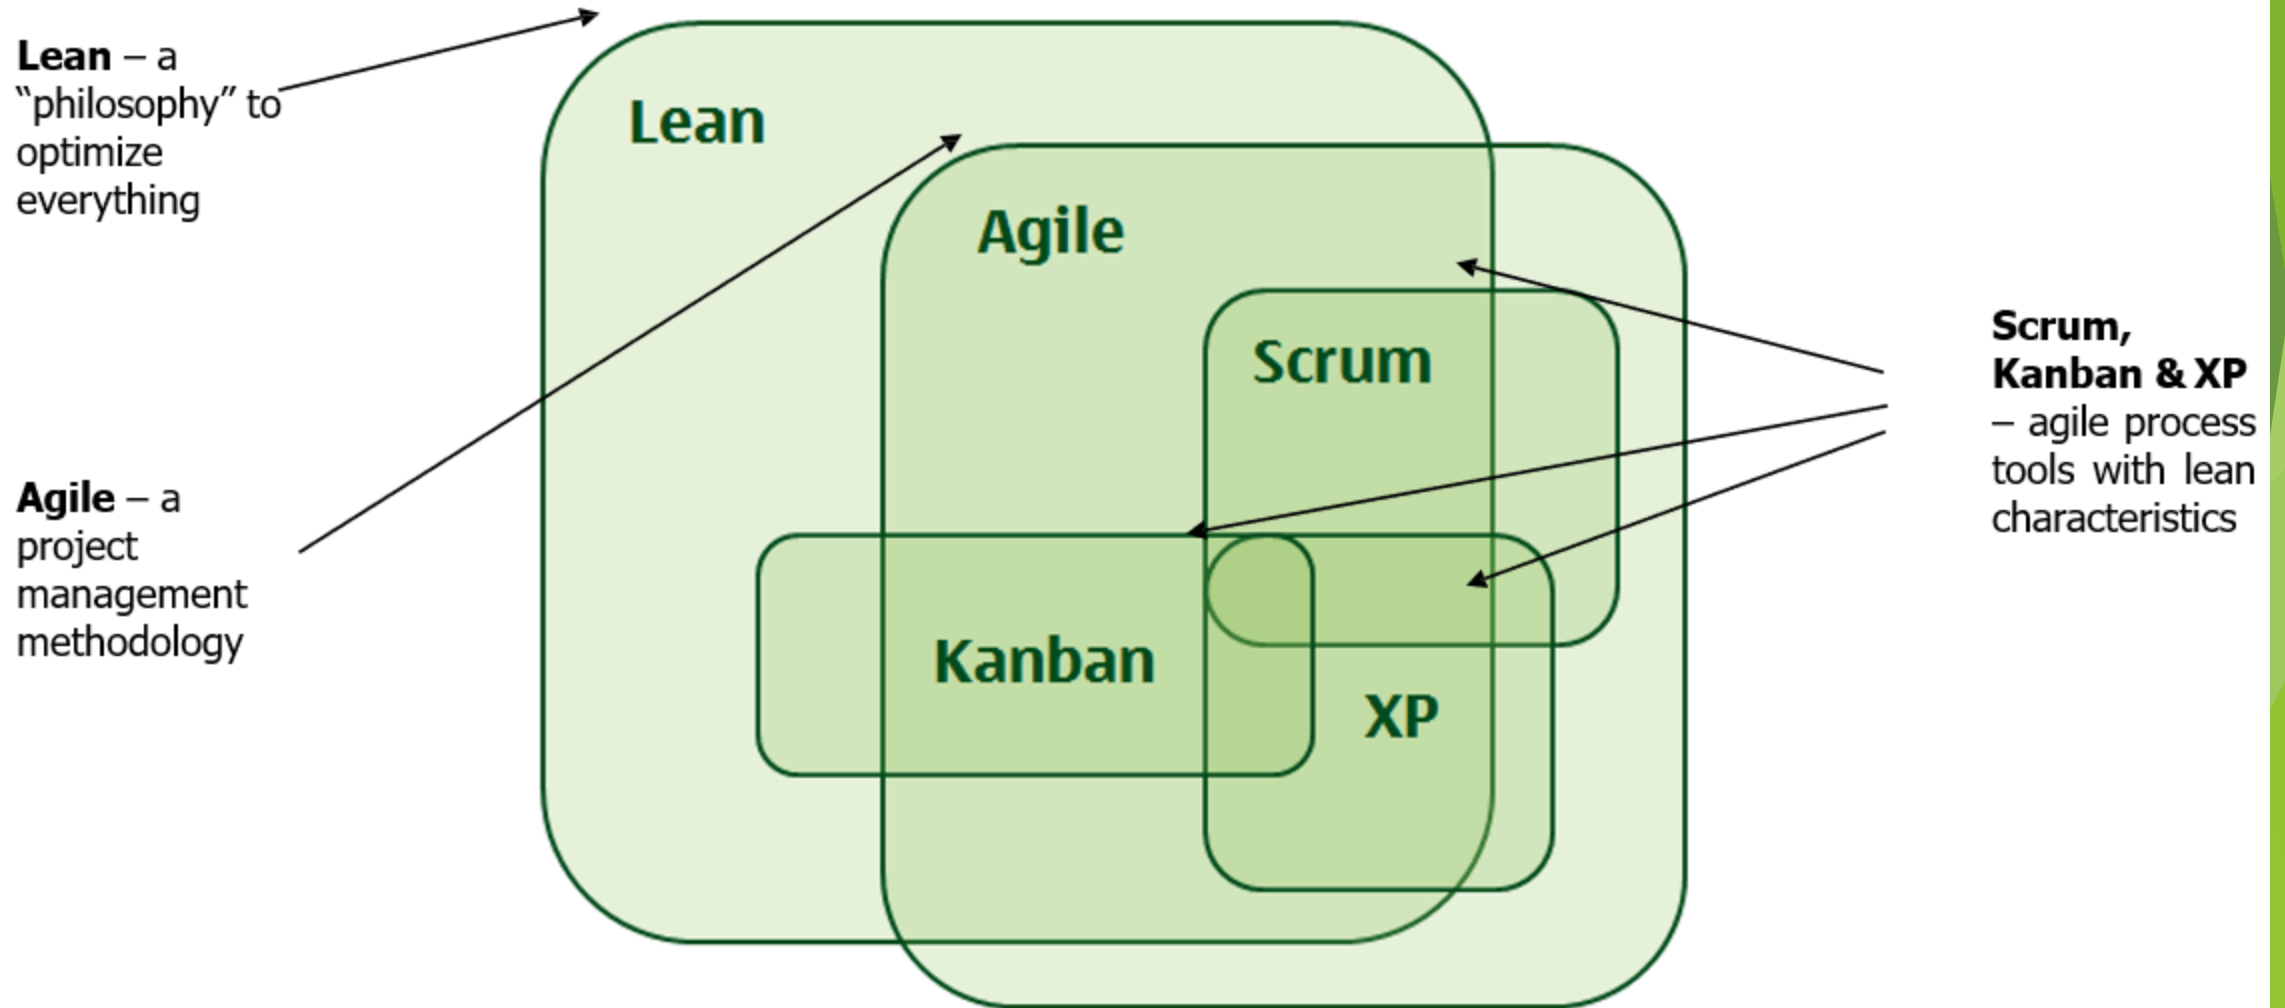 Lean – a
“philosophy” to
optimize
everything
Lean
Agile
Scrum
Scrum,
Kanban & XP
– agile process
tools with lean
characteristics
Agile – a
project
management
methodology
Kanban
XP